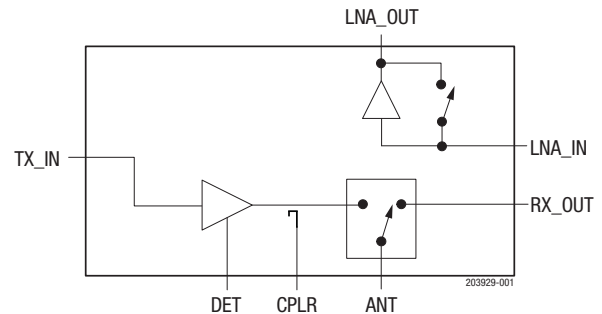 LNA_OUT
TX_IN
LNA_IN
RX_OUT
203929-001
DET
CPLR
ANT